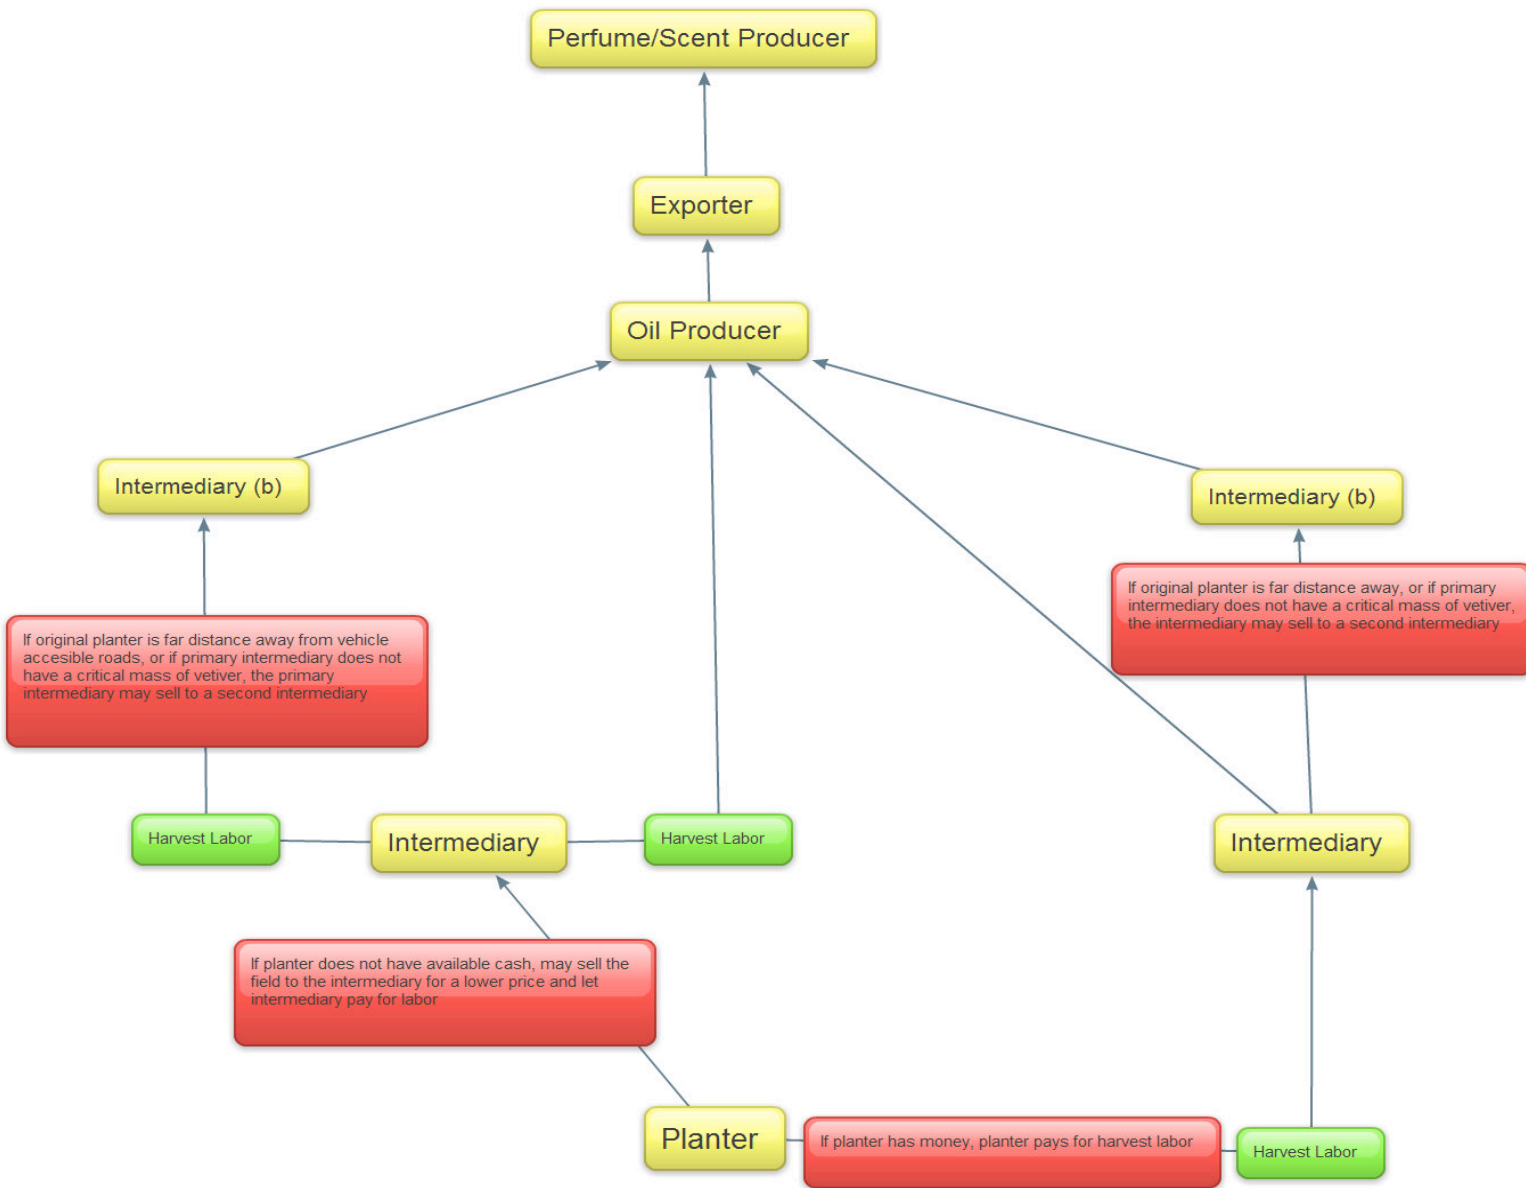 Perfume/Scent Producer
Exporter
Oil Producer
Intermediary (b)
Intermediary (b)
If original planter is far distance away, or if primary
intermediary does not have a critical mass of vetiver,
the intermediary may sell to a second intermediary
If original planter is far distance away from vehicle
accesible roads, or if primary intermediary does not
have a critical mass of vetiver, the primary
intermediary may sell to a second intermediary
Harvest Labor
Intermediary
Harvest Labor
Intermediary
If planter does not have available cash, may sell the
field to the intermediary for a lower price and let
intermediary pay for labor
Planter
If planter has money, planter pays for harvest labor
Harvest Labor